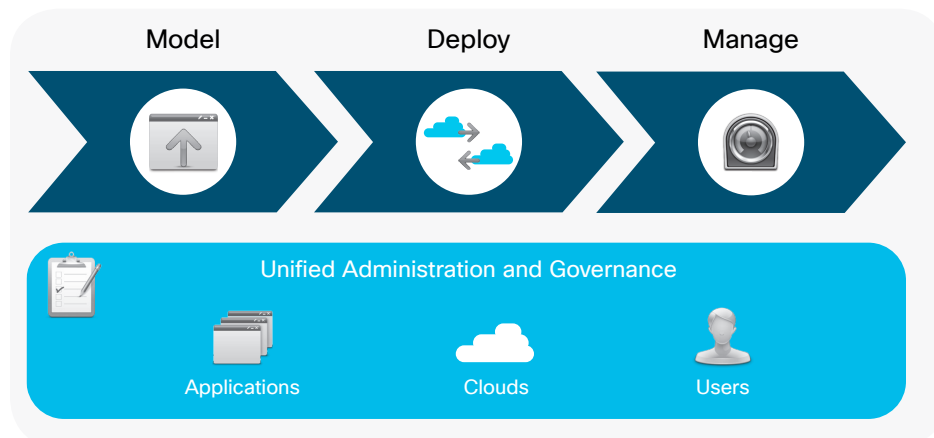 Model
Deploy
Manage
Unified Administration and Governance
Applications
Clouds
Users